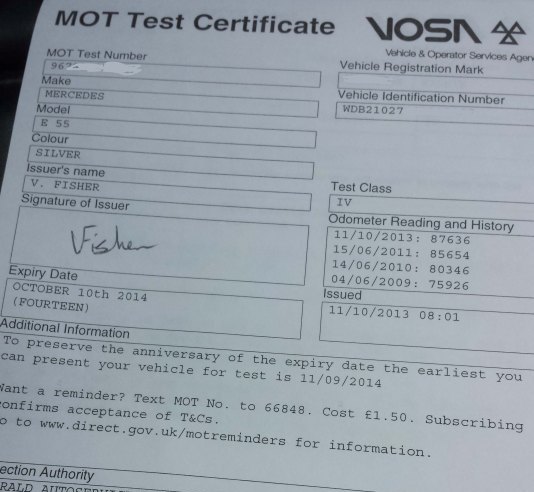 MOT Test Certificate
VOSA
Vehicle & Operator Services Agen
MOT Test Number
Vehicle Registration Mark
Make
MERCEDES
Vehicle Identification Number
WDB21027
Model
E 55
Colour
SILVER
Issuer's name
V. FISHER
Test Class
IV
Signature of Issuer
VFisher
Odometer Reading and History
11/10/2013: 87636
15/06/2011: 85654
14/06/2010: 80346
04/06/2009: 75926
Expiry Date
OCTOBER 10th 2014
(FOURTEEN)
Issued
11/10/2013 08:01
Additional Information
To preserve the anniversary of the expiry date the earliest you
can present your vehicle for test is 11/09/2014
Want a reminder? Text MOT No. to 66848. Cost £1.50. Subscribing
confirms acceptance of T&Cs.
o to www.direct.gov.uk/motreminders for information.
ection Authority